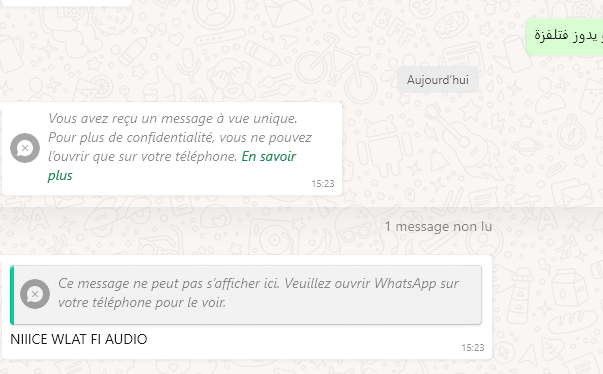 يدوز فتلفزة
Aujourd'hui
Vous avez reçu un message à vue unique.
Pour plus de confidentialité, vous ne pouvez
l'ouvrir que sur votre téléphone. En savoir
plus
15:23
1 message non lu
Ce message ne peut pas s'afficher ici. Veuillez ouvrir WhatsApp sur
votre téléphone pour le voir.
NIIICE WLAT FI AUDIO
15:23